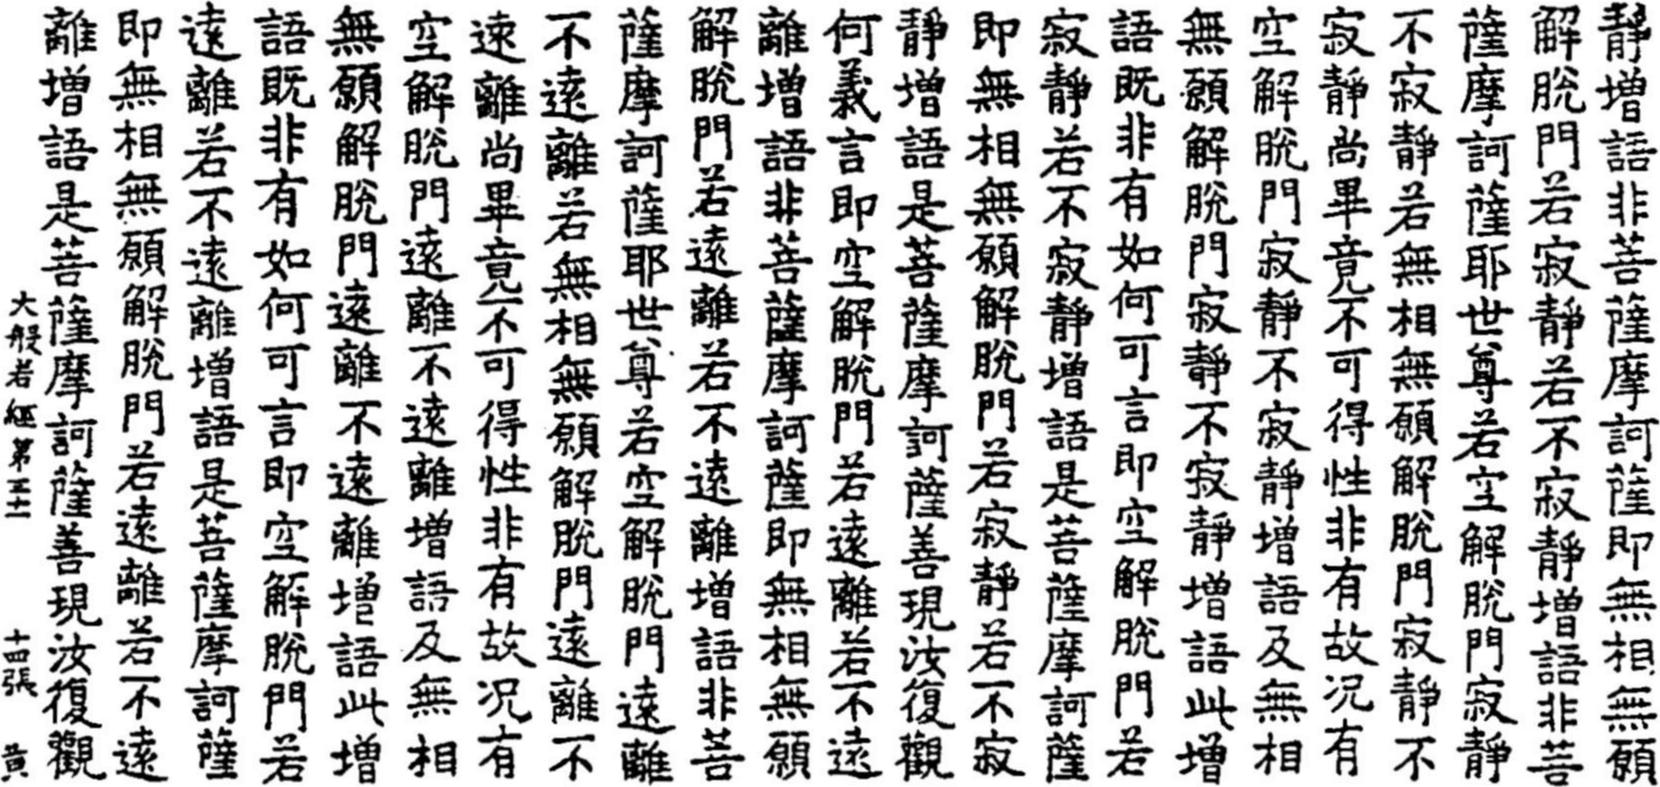 靜增語非菩薩摩訶薩即無相無願
解脫門若寂靜若不寂靜增語非菩
薩摩訶薩耶世尊若空解脫門寂靜
不寂靜若無相無願解脫門寂靜不
寂靜尚畢竟不可得性非有故況有
空解脫門寂靜不寂靜增語及無相
無願解脫門寂靜不寂靜增語此增
語既非有如何可言即空解脫門若
寂靜若不寂靜增語是菩薩摩訶薩
即無相無願解脫門若寂靜若不寂
靜增語是菩薩摩訶薩善現汝復觀
何義言即空解脫門若遠離若不遠
離增語非菩薩摩訶薩即無相無願
解脫門若遠離若不遠離增語非菩
薩摩訶薩耶世尊若空解脫門遠離
不遠離若無相無願解脫門遠離不
遠離尚畢竟不可得性非有故況有
空解脫門遠離不遠離增語及無相
無願解脫門遠離不遠離增語此增
語既非有如何可言即空解脫門若
遠離若不遠離增語是菩薩摩訶薩
即無相無願解脫門若遠離若不遠
離增語是菩薩摩訶薩善現汝復觀
大般若經第三十一 十四張 黃